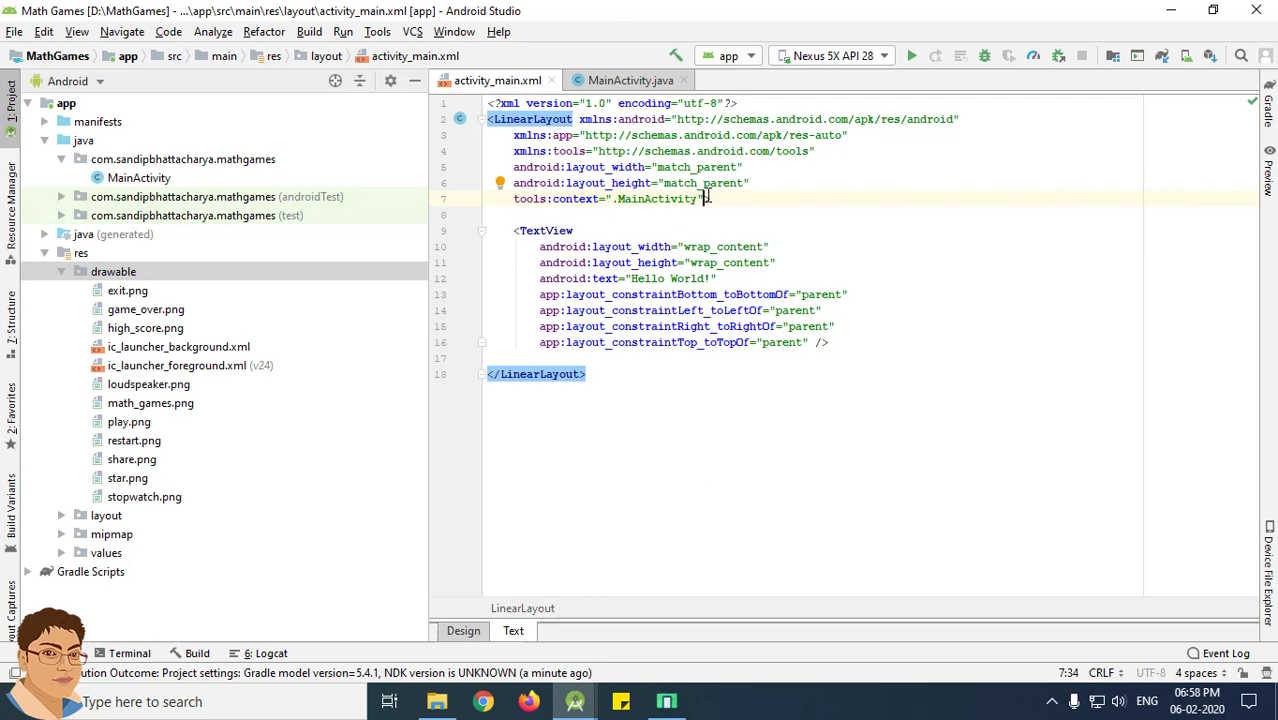 Math Games [D:\MathGames] - ...\app\src\main\res\layout\activity_main.xml [app] - Android Studio
File Edit View Navigate Code Analyze Refactor Build Run Tools VCS Window Help
MathGames app src main res layout activity_main.xml app Nexus 5X API 28
Android
activity_main.xml MainActivity.java
1: Project
Resource Manager
7: Structure
2: Favorites
Build Variants
out Captures
app
manifests
java
com.sandipbhattacharya.mathgames
MainActivity
com.sandipbhattacharya.mathgames (androidTest)
com.sandipbhattacharya.mathgames (test)
java (generated)
res
drawable
exit.png
game_over.png
high_score.png
ic_launcher_background.xml
ic_launcher_foreground.xml (v24)
loudspeaker.png
math_games.png
play.png
restart.png
share.png
star.png
stopwatch.png
layout
mipmap
values
Gradle Scripts
1 <?xml version="1.0" encoding="utf-8"?>
2 <LinearLayout xmlns:android="http://schemas.android.com/apk/res/android"
3 xmlns:app="http://schemas.android.com/apk/res-auto"
4 xmlns:tools="http://schemas.android.com/tools"
5 android:layout_width="match_parent"
6 android:layout_height="match_parent"
7 tools:context=".MainActivity">
8
9 <TextView
10 android:layout_width="wrap_content"
11 android:layout_height="wrap_content"
12 android:text="Hello World!"
13 app:layout_constraintBottom_toBottomOf="parent"
14 app:layout_constraintLeft_toLeftOf="parent"
15 app:layout_constraintRight_toRightOf="parent"
16 app:layout_constraintTop_toTopOf="parent" />
17
18 </LinearLayout>
Gradle
Preview
Device File Explorer
LinearLayout
Design Text
Terminal Build 6: Logcat Event Log
ution Outcome: Project settings: Gradle model version=5.4.1, NDK version is UNKNOWN (a minute ago) 7:34 CRLF UTF-8 4 spaces
Type here to search ENG 06:58 PM
06-02-2020